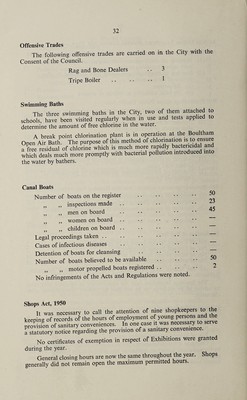 32
Offensive Trades
The following offensive trades are carried on in the City with the
Consent of the Council.
Rag and Bone Dealers .. 3
Tripe Boiler .. .. .. 1
Swimming Baths
The three swimming baths in the City, two of them attached to
schools, have been visited regularly when in use and tests applied to
determine the amount of free chlorine in the water.
A break point chlorination plant is in operation at the Boultham
Open Air Bath. The purpose of this method of chlorination is to ensure
a free residual of chlorine which is much more rapidly bactericidal and
which deals much more promptly with bacterial pollution introduced into
the water by bathers.
Canal Boats
Number of boats on the register .. .. .. .. 50
„ „ inspections made .. .. .. .. .. 23
„ „ men on board .. .. .. .. .. 45
„ „ women on board .. .. .. .. .. —
„ „ children on board .. .. .. .. .. —
Legal proceedings taken .. .. .. .. .. —
Cases of infectious diseases .. .. .. .. —
Detention of boats for cleansing .. .. .. .. —
Number of boats believed to be available .. .. .. 50
„ „ motor propelled boats registered .. .. .. 2
No infringements of the Acts and Regulations were noted.
Shops Act, 1950
It was necessary to call the attention of nine shopkeepers to the
keeping of records of the hours of employment of young persons and the
provision of sanitary conveniences. In one case it was necessary to serve
a statutory notice regarding the provision of a sanitary convenience.
No certificates of exemption in respect of Exhibitions were granted
during the year.
General closing hours are now the same throughout the year. Shops
generally did not remain open the maximum permitted hours.